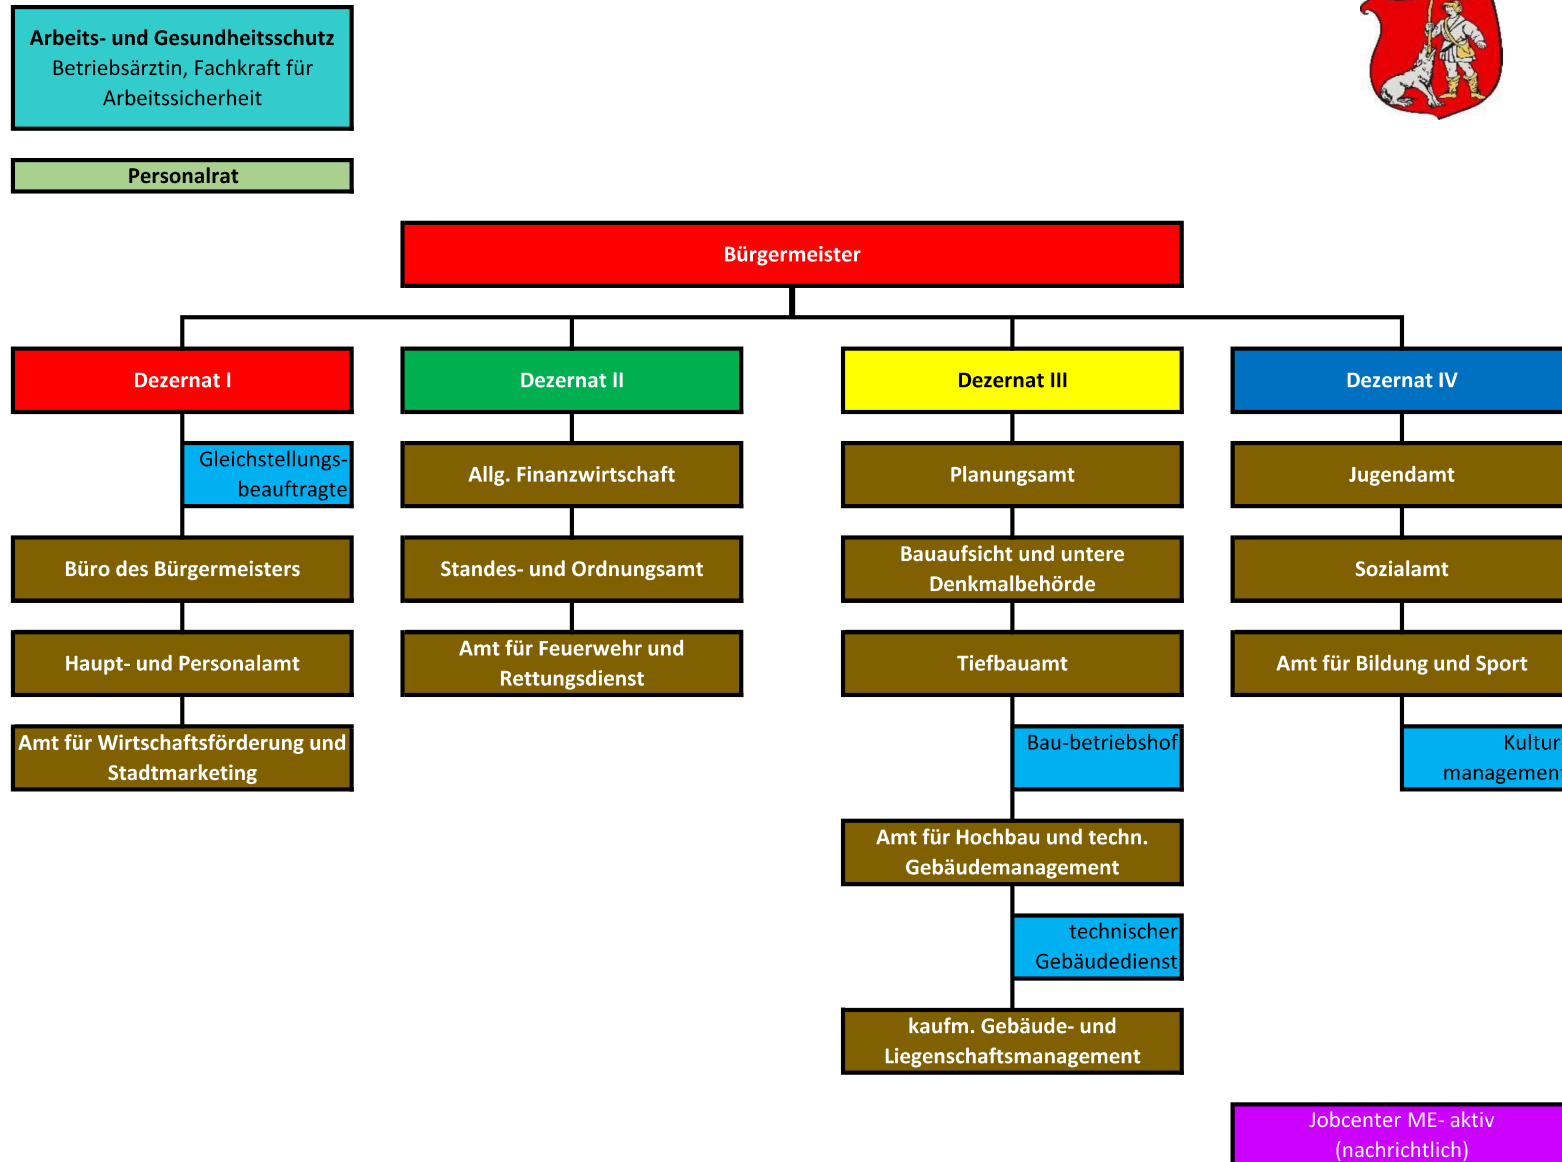 Arbeits- und Gesundheitsschutz
Betriebsärztin, Fachkraft für
Arbeitssicherheit
Personalrat
Bürgermeister
Dezernat I
Dezernat II
Dezernat III
Dezernat IV
Gleichstellungs-
beauftragte
Allg. Finanzwirtschaft
Planungsamt
Jugendamt
Büro des Bürgermeisters
Standes- und Ordnungsamt
Bauaufsicht und untere
Denkmalbehörde
Sozialamt
Haupt- und Personalamt
Amt für Feuerwehr und
Rettungsdienst
Tiefbauamt
Amt für Bildung und Sport
Amt für Wirtschaftsförderung und
Stadtmarketing
Bau-betriebshof
Kultur-
management
Amt für Hochbau und techn.
Gebäudemanagement
technischer
Gebäudedienst
kaufm. Gebäude- und
Liegenschaftsmanagement
Jobcenter ME- aktiv
(nachrichtlich)